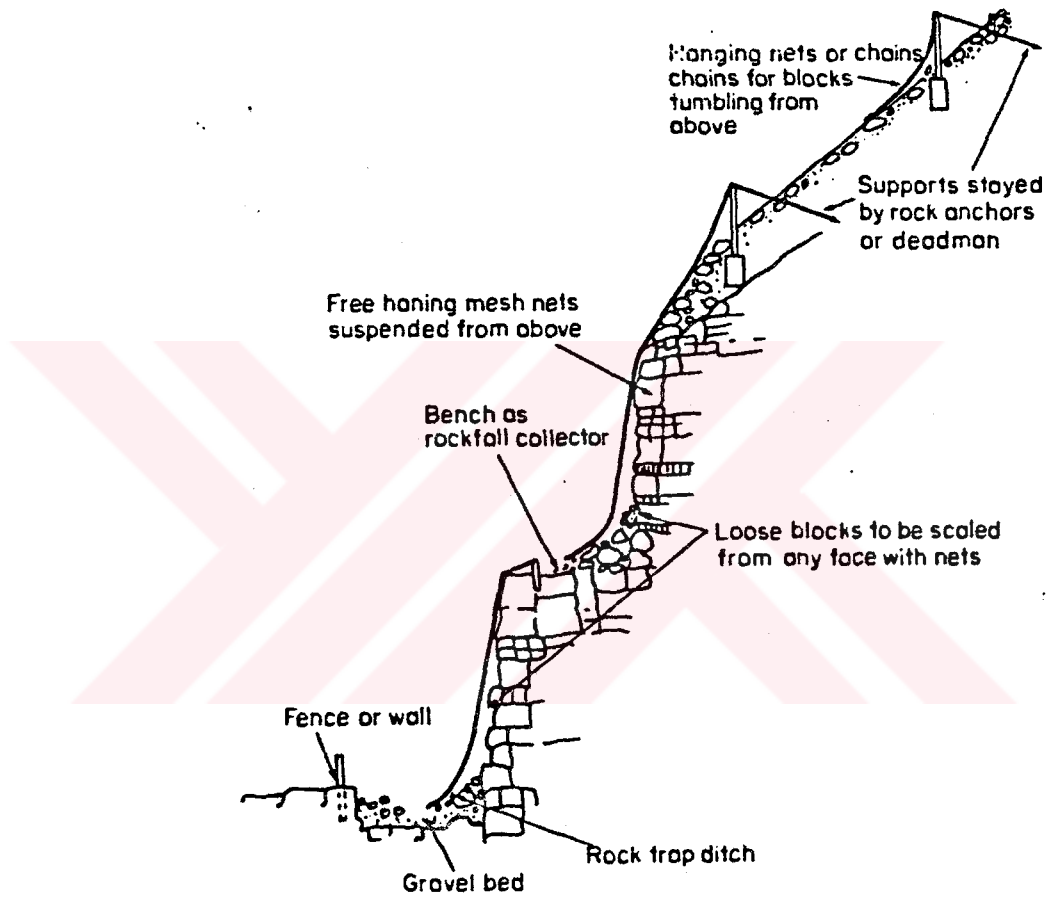 Hanging nets or chains
chains for blocks
tumbling from
above
Supports stayed
by rock anchors
or deadman
Free haning mesh nets
suspended from above
Bench as
rockfall collector
Loose blocks to be scaled
from any face with nets
Fence or wall
Rock trap ditch
Gravel bed